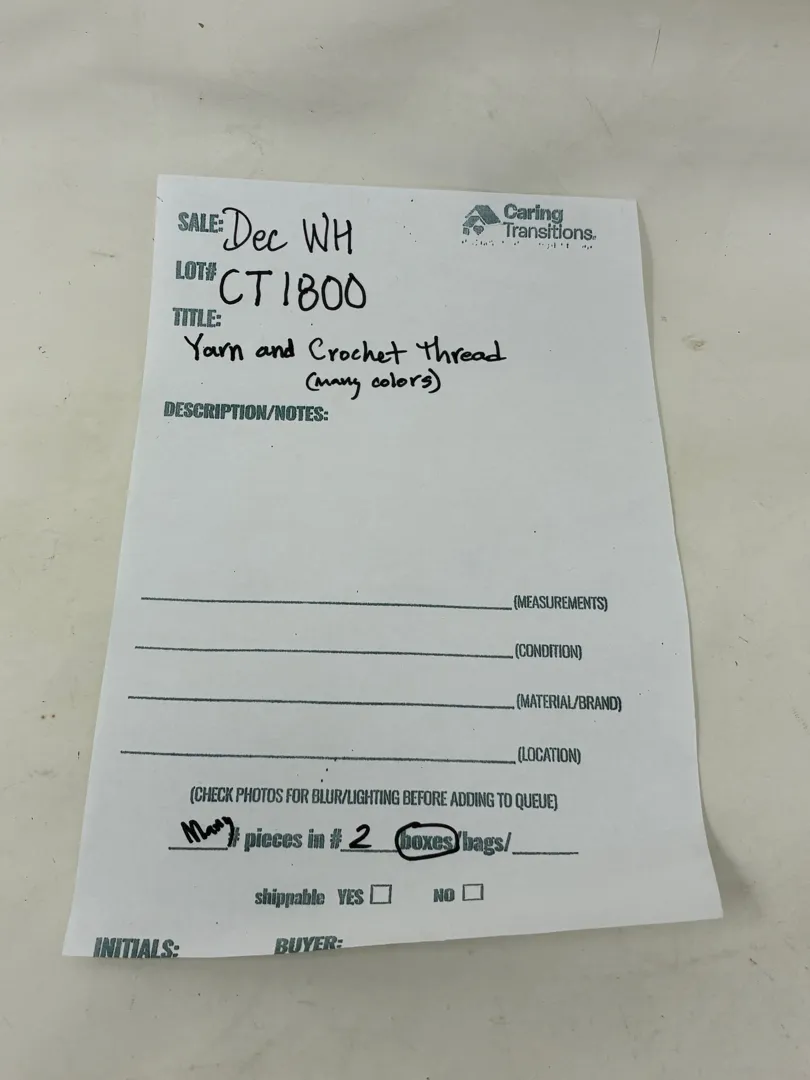 SALE: Dec WH
Caring
Transitions.
LOT# CT1800
TITLE:
Yarn and Crochet Thread
(many colors)
DESCRIPTION/NOTES:
(MEASUREMENTS)
(CONDITION)
(MATERIAL/BRAND)
(LOCATION)
(CHECK PHOTOS FOR BLUR/LIGHTING BEFORE ADDING TO QUEUE)
Many # pieces in # 2 boxes/bags/
shippable YES NO
INITIALS: BUYER: